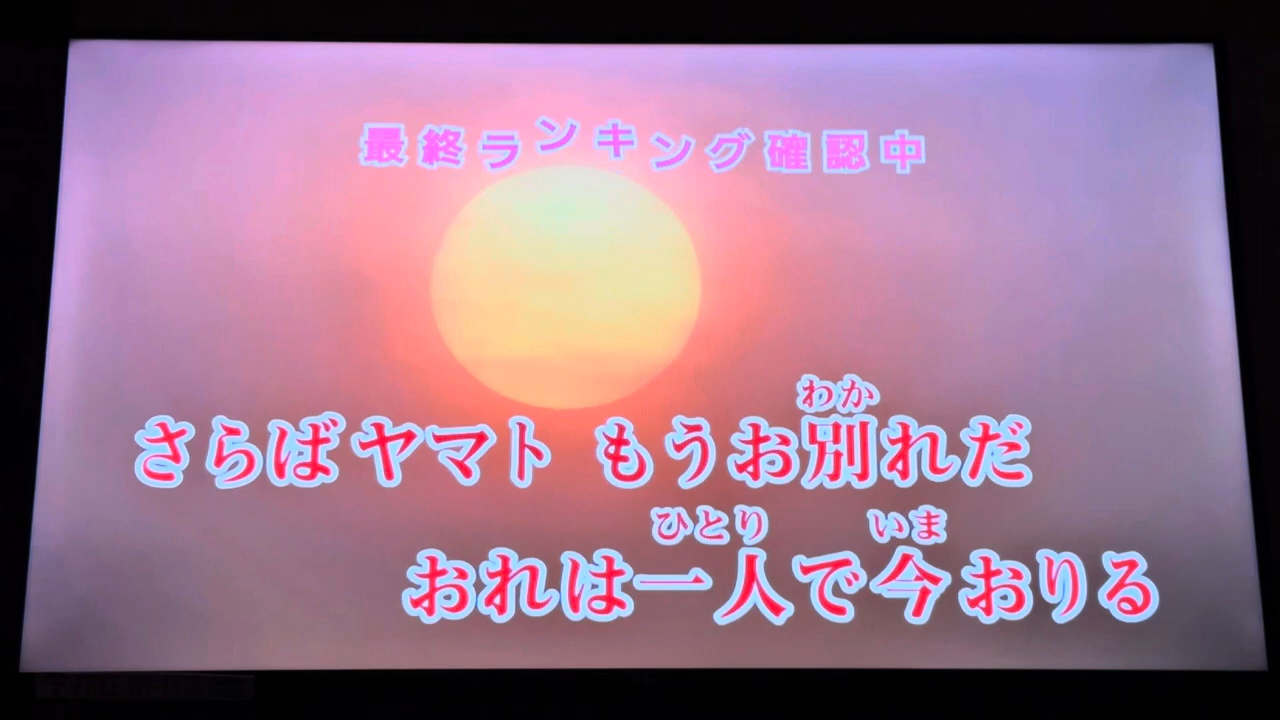 最終ランキング確認中
わか
さらばヤマト もうお別れだ
ひとり いま
おれは一人で今おりる